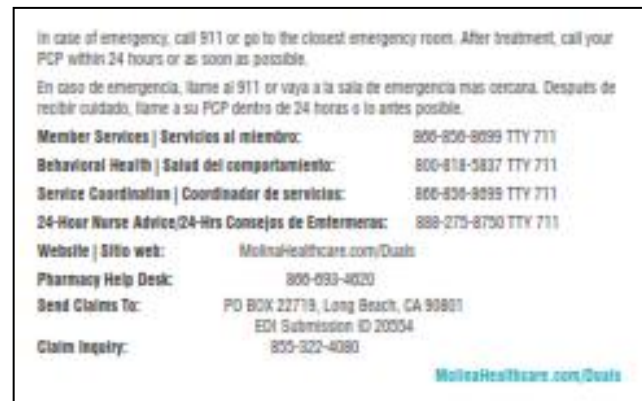 In case of emergency, call 911 or go to the closest emergency room. After treatment, call your
PCP within 24 hours or as soon as possible.
En caso de emergencia, llame al 911 or vaya a la sala de emergencia mas cercana. Después de
recibir cuidado, llame a su PCP dentro de 24 horas o lo antes posible.
Member Services | Servicios al miembro: 866-856-8699 TTY 711
Behavioral Health | Salud del comportamiento: 800-818-5837 TTY 711
Service Coordination | Coordinador de servicios: 866-856-8699 TTY 711
24-Hour Nurse Advice/24-Hrs Consejos de Enfermeras: 888-275-8750 TTY 711
Website | Sitio web: MolinaHealthcare.com/Duals
Pharmacy Help Desk: 866-693-4620
Send Claims To: PO BOX 22719, Long Beach, CA 90801
EDI Submission ID 20554
Claim Inquiry: 855-322-4080
MolinaHealthcare.com/Duals